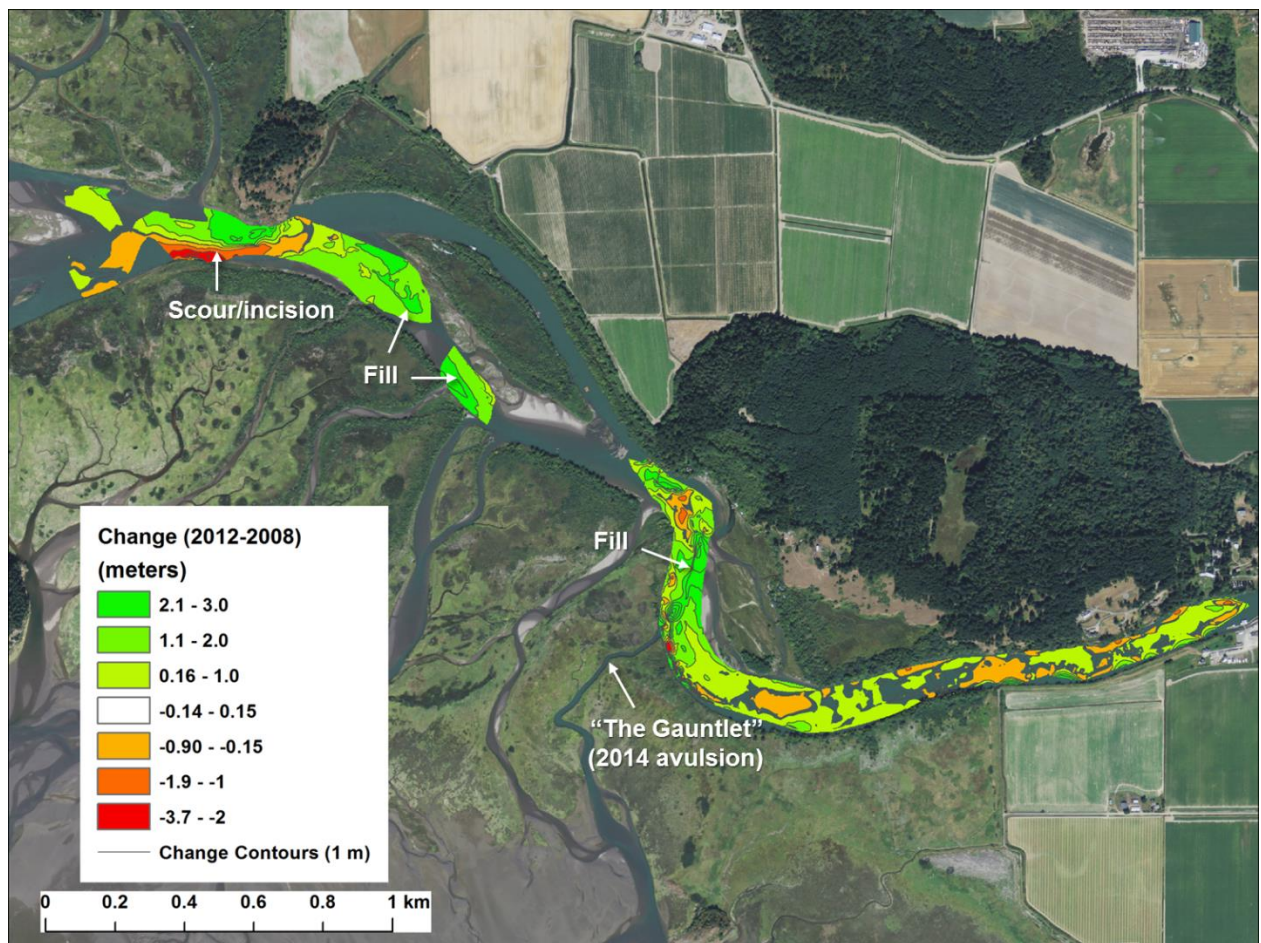 Scour/incision
Fill
Fill
“The Gauntlet”
(2014 avulsion)
Change (2012-2008)
(meters)
2.1 - 3.0
1.1 - 2.0
0.16 - 1.0
-0.14 - 0.15
-0.90 - -0.15
-1.9 - -1
-3.7 - -2
Change Contours (1 m)
0 0.2 0.4 0.6 0.8 1 km